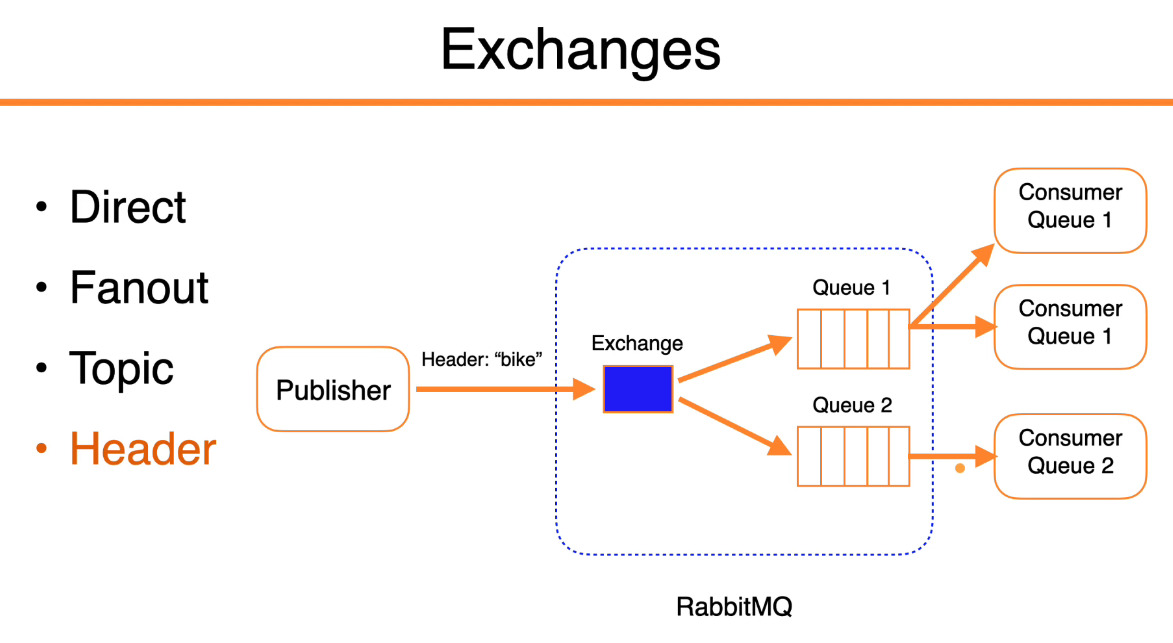 Exchanges
• Direct
• Fanout
• Topic
• Header
Publisher
Header: “bike”
Exchange
Queue 1
Queue 2
Consumer
Queue 1
Consumer
Queue 1
Consumer
Queue 2
RabbitMQ